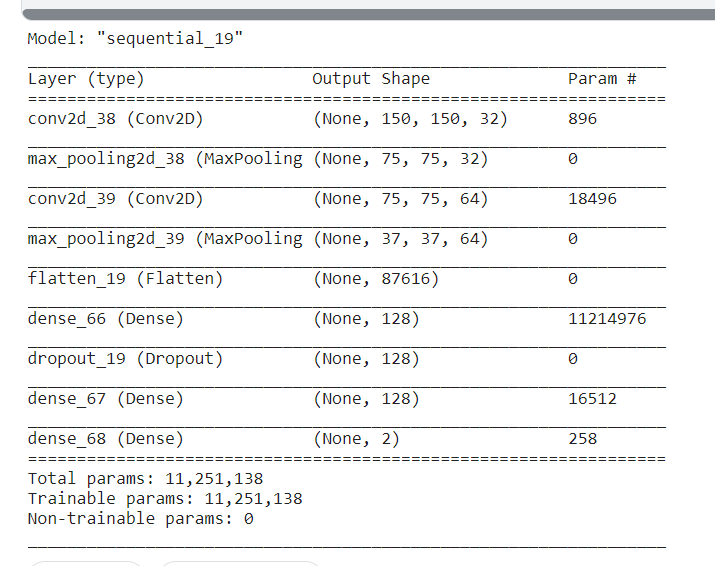 Model: "sequential_19"
Layer (type) Output Shape Param #
conv2d_38 (Conv2D) (None, 150, 150, 32) 896
max_pooling2d_38 (MaxPooling (None, 75, 75, 32) 0
conv2d_39 (Conv2D) (None, 75, 75, 64) 18496
max_pooling2d_39 (MaxPooling (None, 37, 37, 64) 0
flatten_19 (Flatten) (None, 87616) 0
dense_66 (Dense) (None, 128) 11214976
dropout_19 (Dropout) (None, 128) 0
dense_67 (Dense) (None, 128) 16512
dense_68 (Dense) (None, 2) 258
Total params: 11,251,138
Trainable params: 11,251,138
Non-trainable params: 0